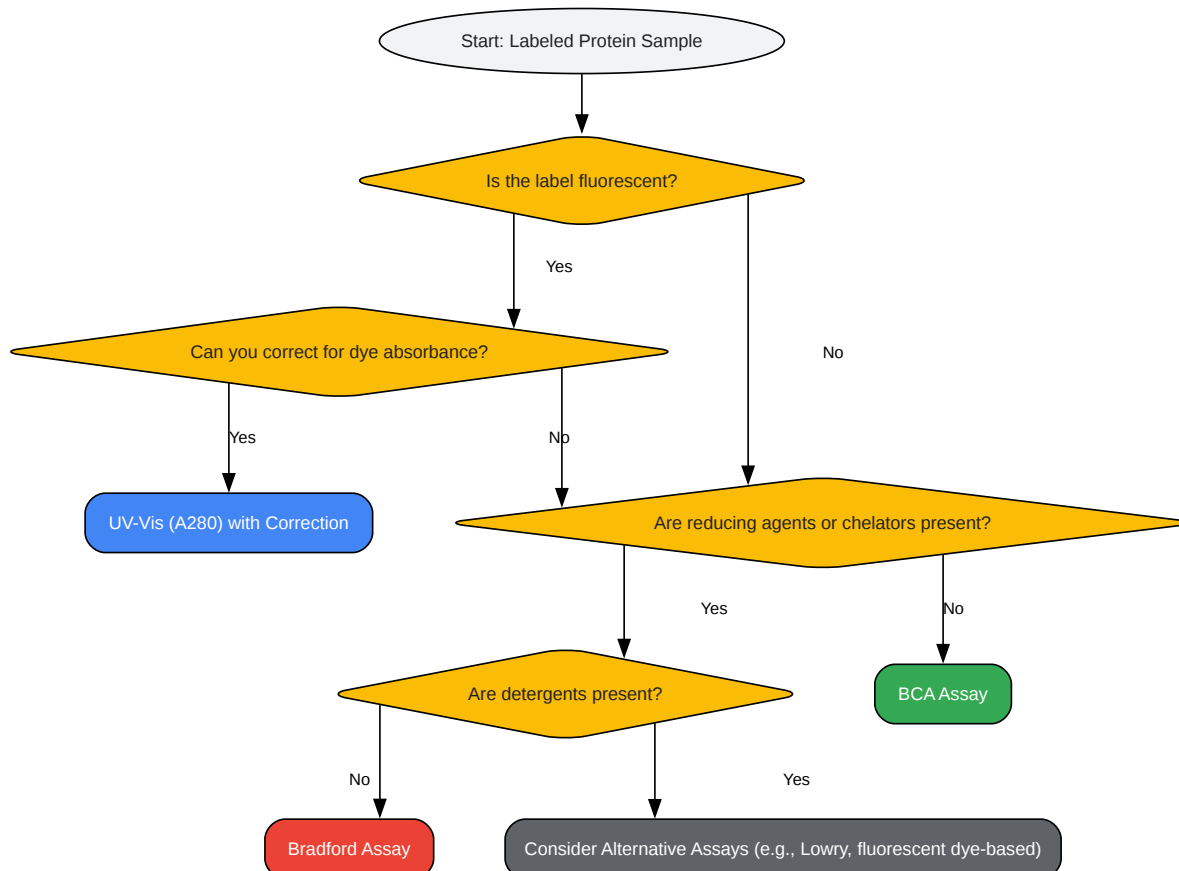 Start: Labeled Protein Sample
Is the label fluorescent?
Yes
Can you correct for dye absorbance?
No
Yes
No
UV-Vis (A280) with Correction
Are reducing agents or chelators present?
Yes
No
Are detergents present?
BCA Assay
No
Yes
Bradford Assay
Consider Alternative Assays (e.g., Lowry, fluorescent dye-based)